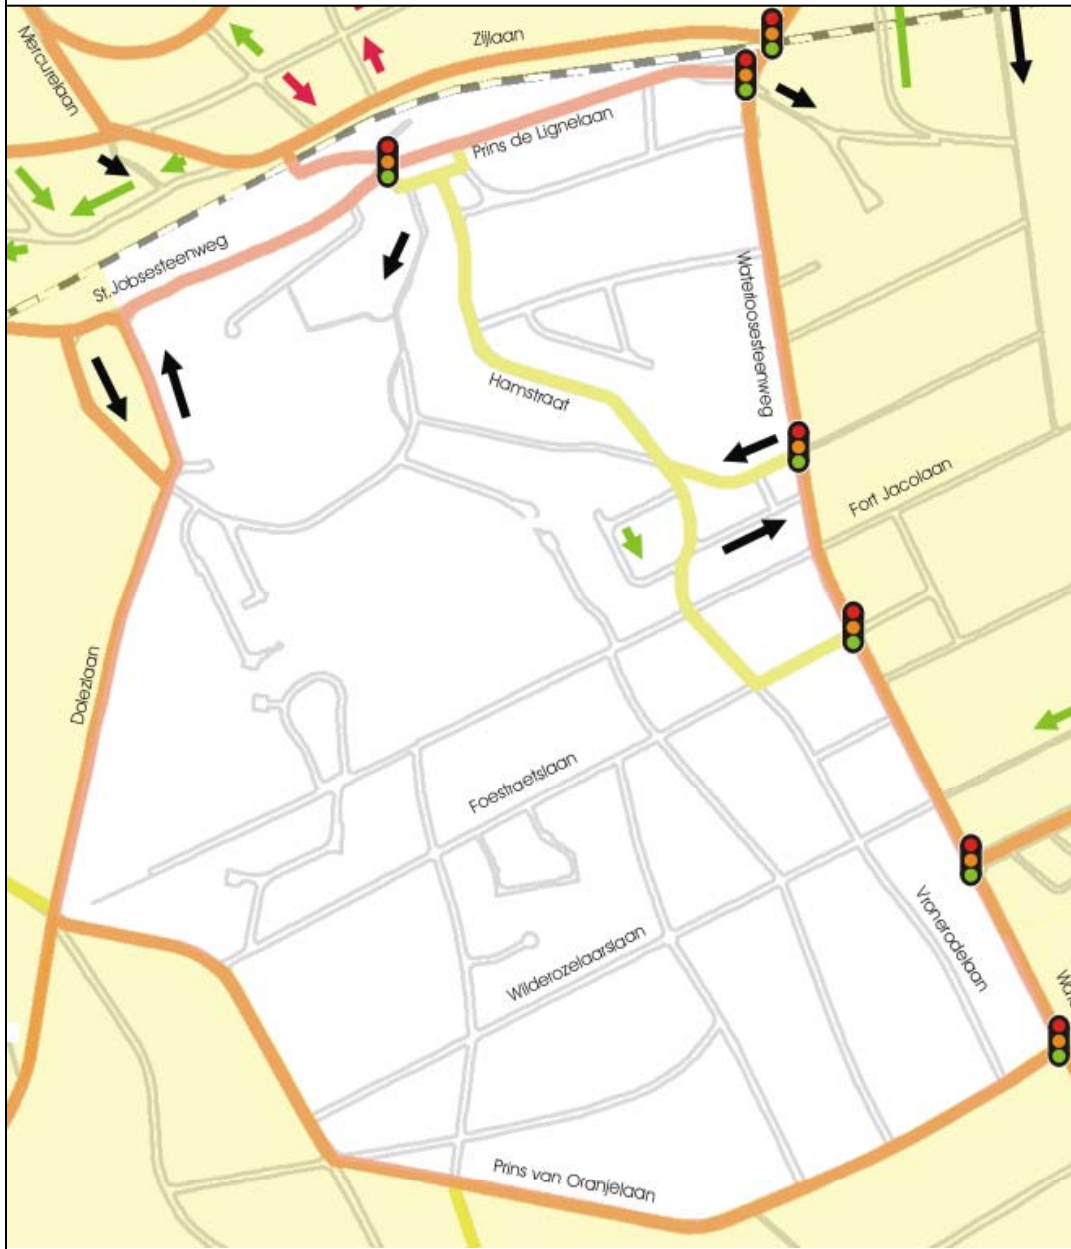 Mercurelaan
Zijlaan
Prins de Lignelaan
St.Jobsesteenweg
Waterloosesteenweg
Hamstraat
Fort Jacolaan
Dolezlaan
Foestraetslaan
Vronerodelaan
Wilderozelaarslaan
Prins van Oranjelaan